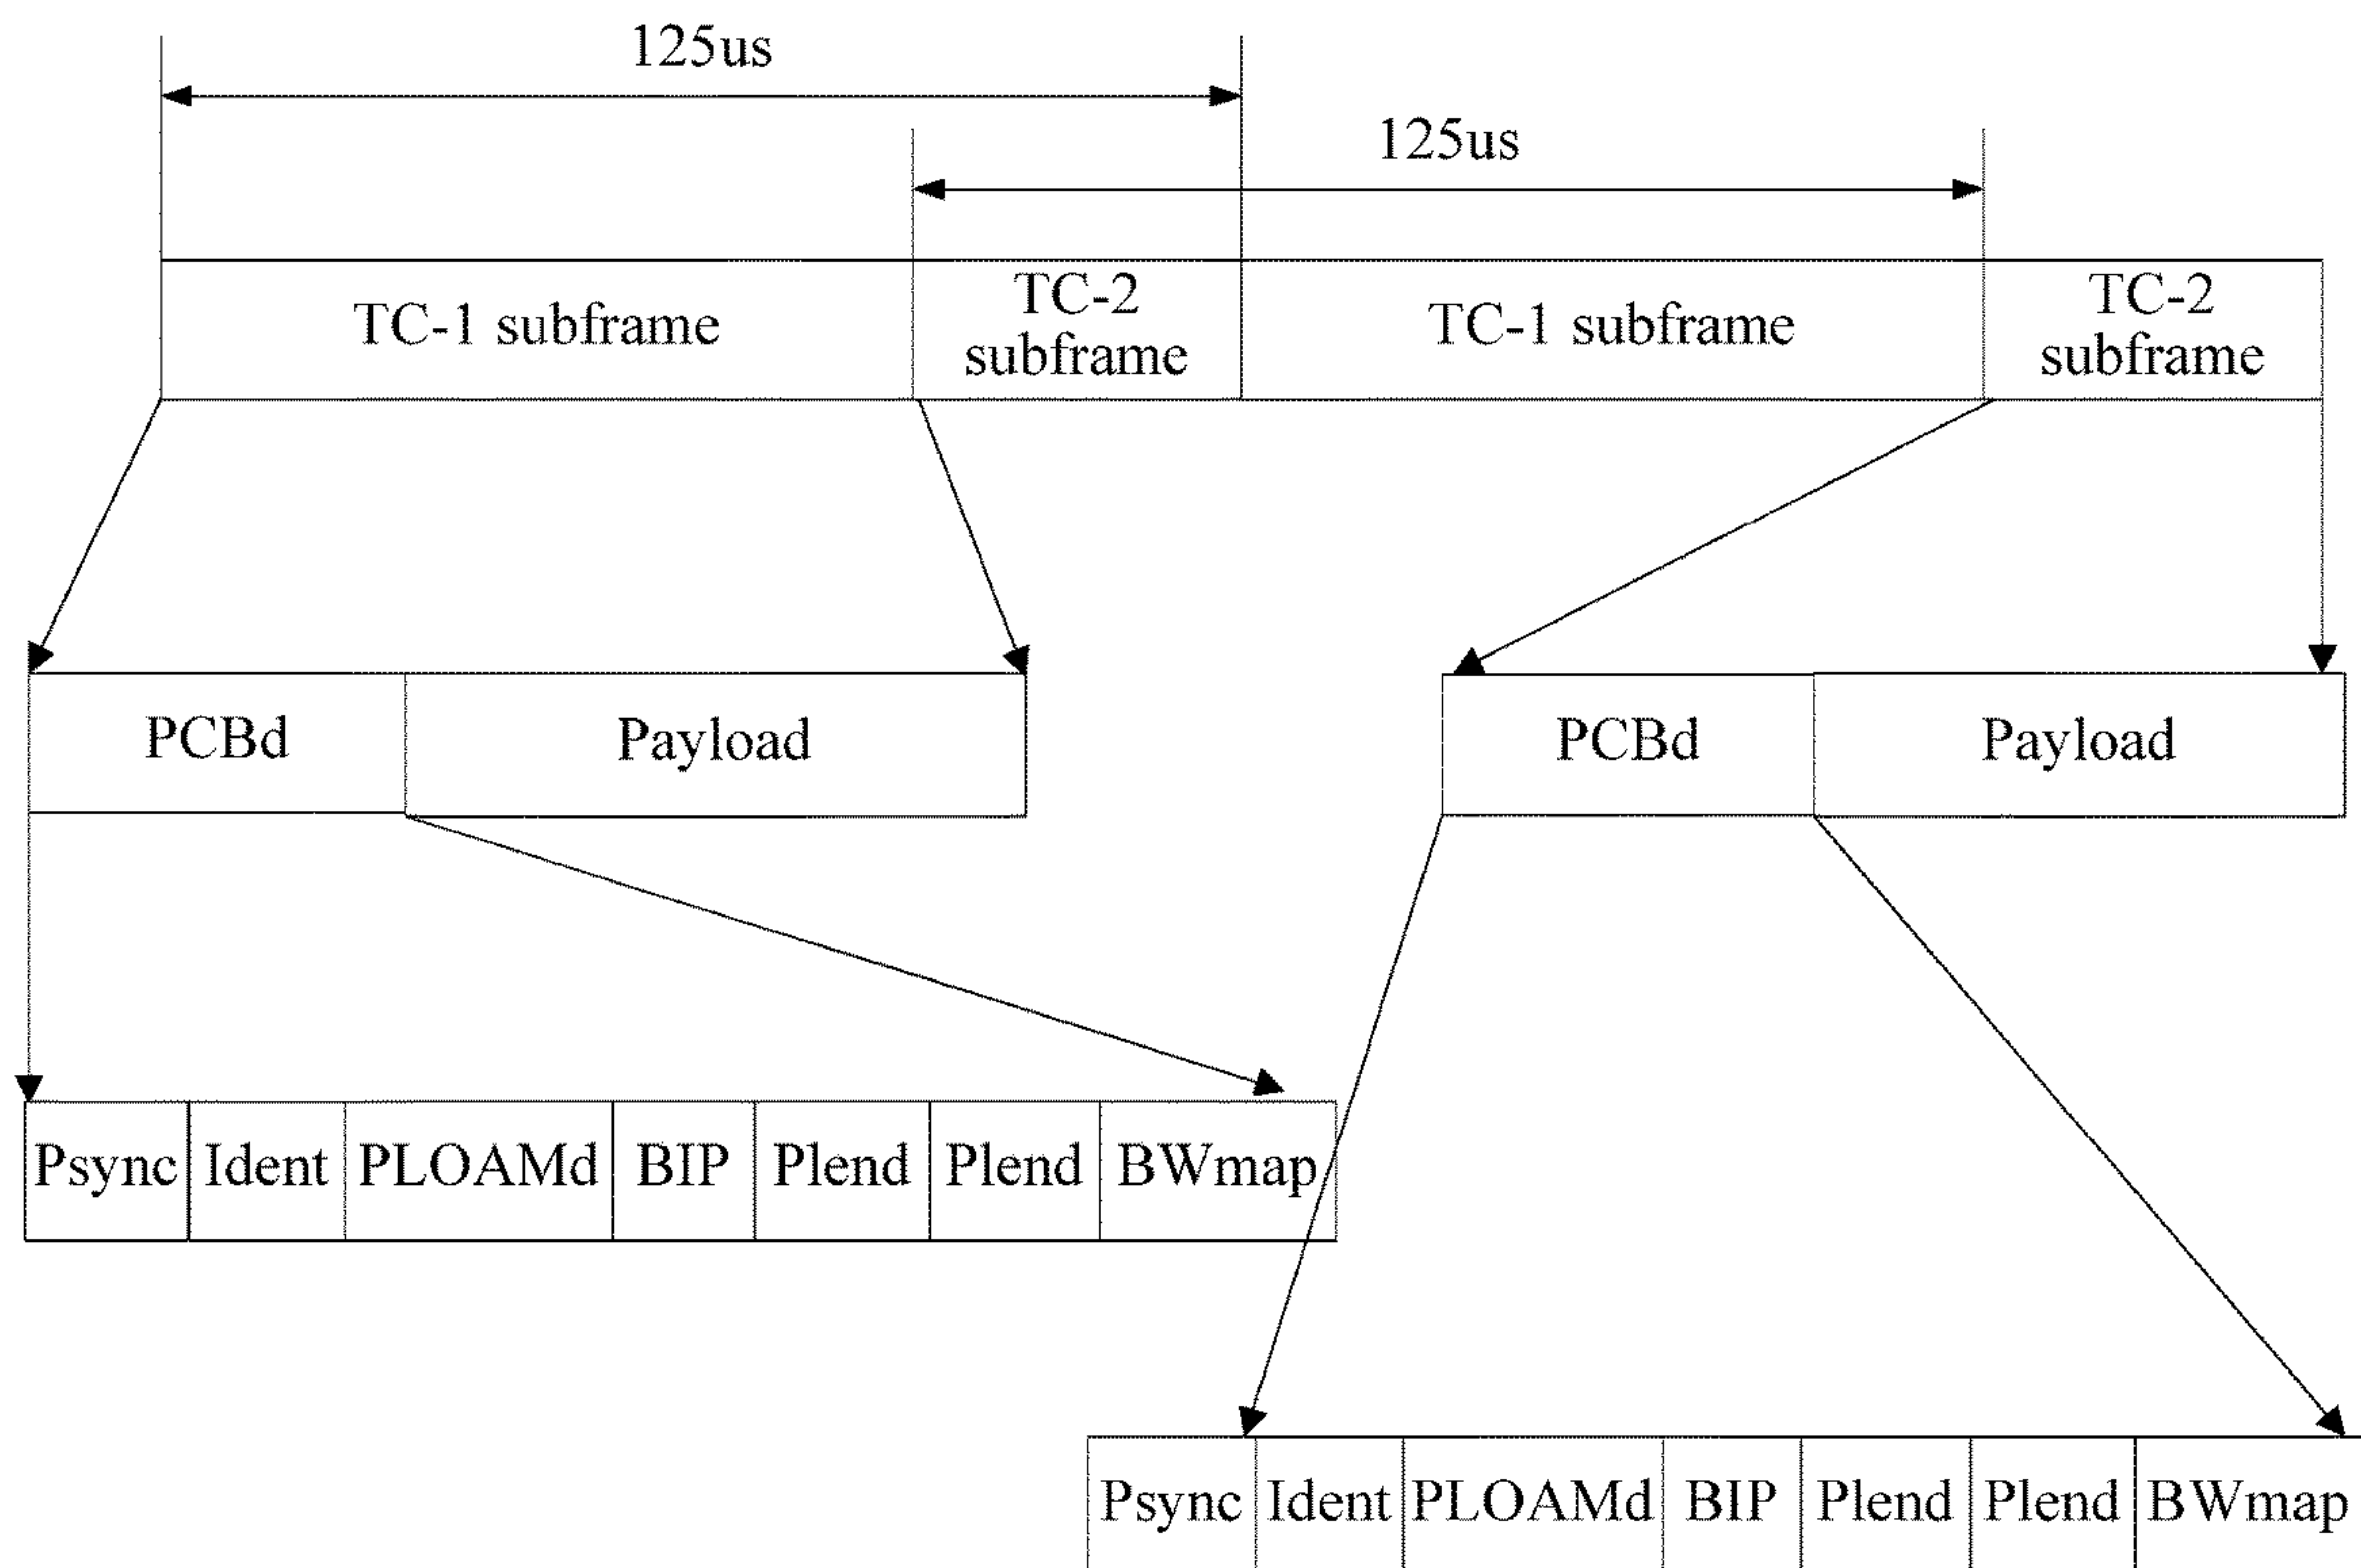 125us
125us
TC-1 subframe
TC-2
subframe
TC-1 subframe
TC-2
subframe
PCBd
Payload
PCBd
Payload
Psync
Ident
PLOAMd
BIP
Plend
Plend
BWmap
Psync
Ident
PLOAMd
BIP
Plend
Plend
BWmap